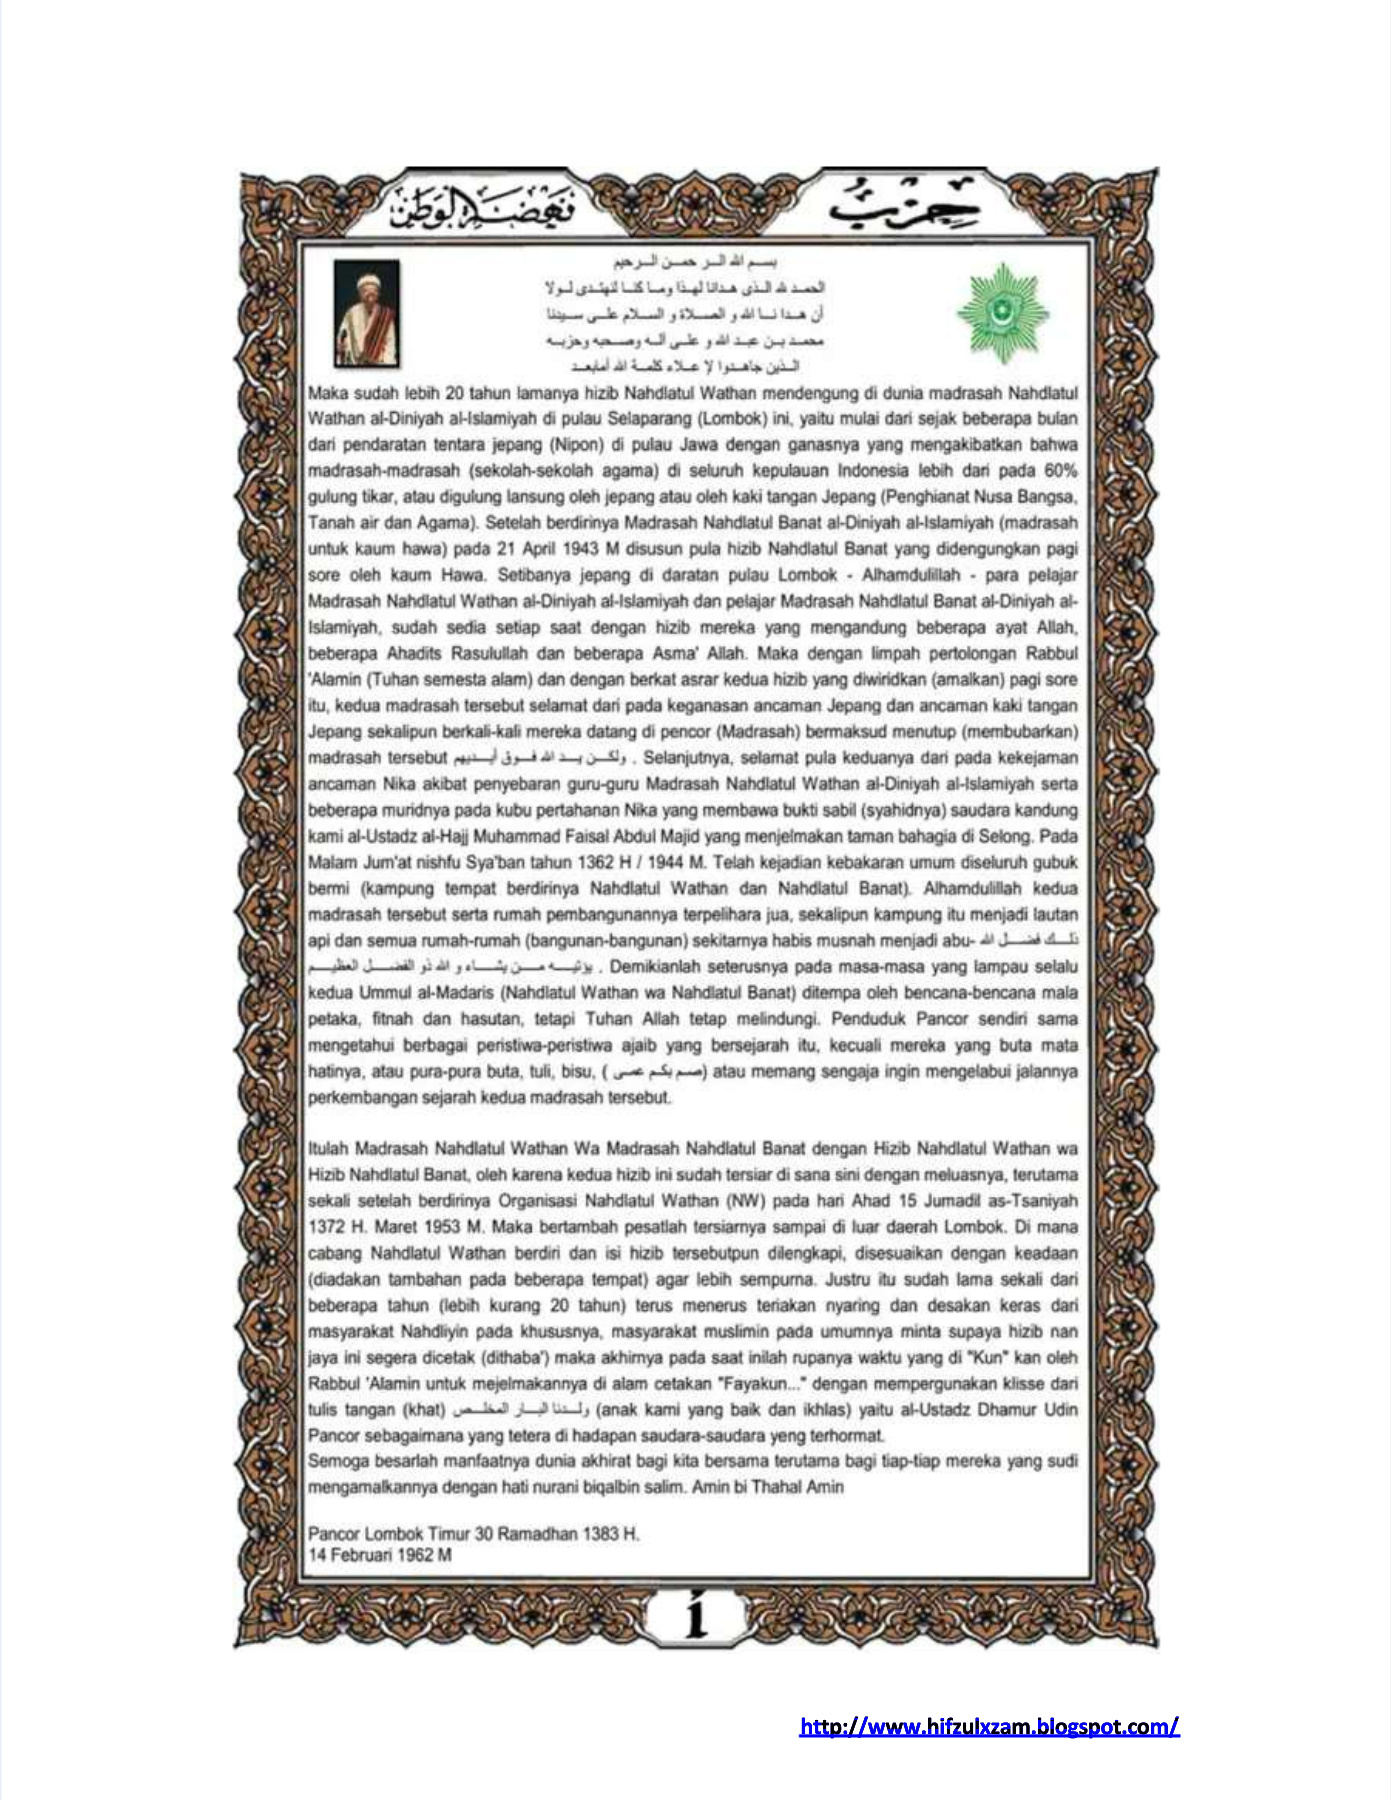 حِزْبُ نَهْضَةِ الْوَطَنِ
بسم الله الرحمن الرحيم
الحمد لله الذى هدانا لهذا وما كنا لنهتدى لولا
أن هدا نا الله و الصلاة و السلام على سيدنا
محمد بن عبد الله و على آله وصحبه وحزبه
الذين جاهدوا لا علاء كلمة الله أمابعد
Maka sudah lebih 20 tahun lamanya hizib Nahdlatul Wathan mendengung di dunia madrasah Nahdlatul
Wathan al-Diniyah al-Islamiyah di pulau Selaparang (Lombok) ini, yaitu mulai dari sejak beberapa bulan
dari pendaratan tentara jepang (Nipon) di pulau Jawa dengan ganasnya yang mengakibatkan bahwa
madrasah-madrasah (sekolah-sekolah agama) di seluruh kepulauan Indonesia lebih dari pada 60%
gulung tikar, atau digulung lansung oleh jepang atau oleh kaki tangan Jepang (Penghianat Nusa Bangsa,
Tanah air dan Agama). Setelah berdirinya Madrasah Nahdlatul Banat al-Diniyah al-Islamiyah (madrasah
untuk kaum hawa) pada 21 April 1943 M disusun pula hizib Nahdlatul Banat yang didengungkan pagi
sore oleh kaum Hawa. Setibanya jepang di daratan pulau Lombok - Alhamdulillah - para pelajar
Madrasah Nahdlatul Wathan al-Diniyah al-Islamiyah dan pelajar Madrasah Nahdlatul Banat al-Diniyah al-
Islamiyah, sudah sedia setiap saat dengan hizib mereka yang mengandung beberapa ayat Allah,
beberapa Ahadits Rasulullah dan beberapa Asma' Allah. Maka dengan limpah pertolongan Rabbul
'Alamin (Tuhan semesta alam) dan dengan berkat asrar kedua hizib yang diwiridkan (amalkan) pagi sore
itu, kedua madrasah tersebut selamat dari pada keganasan ancaman Jepang dan ancaman kaki tangan
Jepang sekalipun berkali-kali mereka datang di pencor (Madrasah) bermaksud menutup (membubarkan)
madrasah tersebut ولكن يد الله فوق أيديهم . Selanjutnya, selamat pula keduanya dari pada kekejaman
ancaman Nika akibat penyebaran guru-guru Madrasah Nahdlatul Wathan al-Diniyah al-Islamiyah serta
beberapa muridnya pada kubu pertahanan Nika yang membawa bukti sabil (syahidnya) saudara kandung
kami al-Ustadz al-Hajj Muhammad Faisal Abdul Majid yang menjelmakan taman bahagia di Selong. Pada
Malam Jum'at nishfu Sya'ban tahun 1362 H / 1944 M. Telah kejadian kebakaran umum diseluruh gubuk
bermi (kampung tempat berdirinya Nahdlatul Wathan dan Nahdlatul Banat). Alhamdulillah kedua
madrasah tersebut serta rumah pembangunannya terpelihara jua, sekalipun kampung itu menjadi lautan
api dan semua rumah-rumah (bangunan-bangunan) sekitarnya habis musnah menjadi abu- ذلك فضل الله
يؤتيه من يشاء و الله ذو الفضل العظيم . Demikianlah seterusnya pada masa-masa yang lampau selalu
kedua Ummul al-Madaris (Nahdlatul Wathan wa Nahdlatul Banat) ditempa oleh bencana-bencana mala
petaka, fitnah dan hasutan, tetapi Tuhan Allah tetap melindungi. Penduduk Pancor sendiri sama
mengetahui berbagai peristiwa-peristiwa ajaib yang bersejarah itu, kecuali mereka yang buta mata
hatinya, atau pura-pura buta, tuli, bisu, ( صم بكم عمى) atau memang sengaja ingin mengelabui jalannya
perkembangan sejarah kedua madrasah tersebut.
Itulah Madrasah Nahdlatul Wathan Wa Madrasah Nahdlatul Banat dengan Hizib Nahdlatul Wathan wa
Hizib Nahdlatul Banat, oleh karena kedua hizib ini sudah tersiar di sana sini dengan meluasnya, terutama
sekali setelah berdirinya Organisasi Nahdlatul Wathan (NW) pada hari Ahad 15 Jumadil as-Tsaniyah
1372 H. Maret 1953 M. Maka bertambah pesatlah tersiarnya sampai di luar daerah Lombok. Di mana
cabang Nahdlatul Wathan berdiri dan isi hizib tersebutpun dilengkapi, disesuaikan dengan keadaan
(diadakan tambahan pada beberapa tempat) agar lebih sempurna. Justru itu sudah lama sekali dari
beberapa tahun (lebih kurang 20 tahun) terus menerus teriakan nyaring dan desakan keras dari
masyarakat Nahdliyin pada khususnya, masyarakat muslimin pada umumnya minta supaya hizib nan
jaya ini segera dicetak (dithaba') maka akhirnya pada saat inilah rupanya waktu yang di "Kun" kan oleh
Rabbul 'Alamin untuk mejelmakannya di alam cetakan "Fayakun..." dengan mempergunakan klisse dari
tulis tangan (khat) ولدنا البار المخلص (anak kami yang baik dan ikhlas) yaitu al-Ustadz Dhamur Udin
Pancor sebagaimana yang tetera di hadapan saudara-saudara yeng terhormat.
Semoga besarlah manfaatnya dunia akhirat bagi kita bersama terutama bagi tiap-tiap mereka yang sudi
mengamalkannya dengan hati nurani biqalbin salim. Amin bi Thahal Amin
Pancor Lombok Timur 30 Ramadhan 1383 H.
14 Februari 1962 M
أ
http://www.hifzulxzam.blogspot.com/